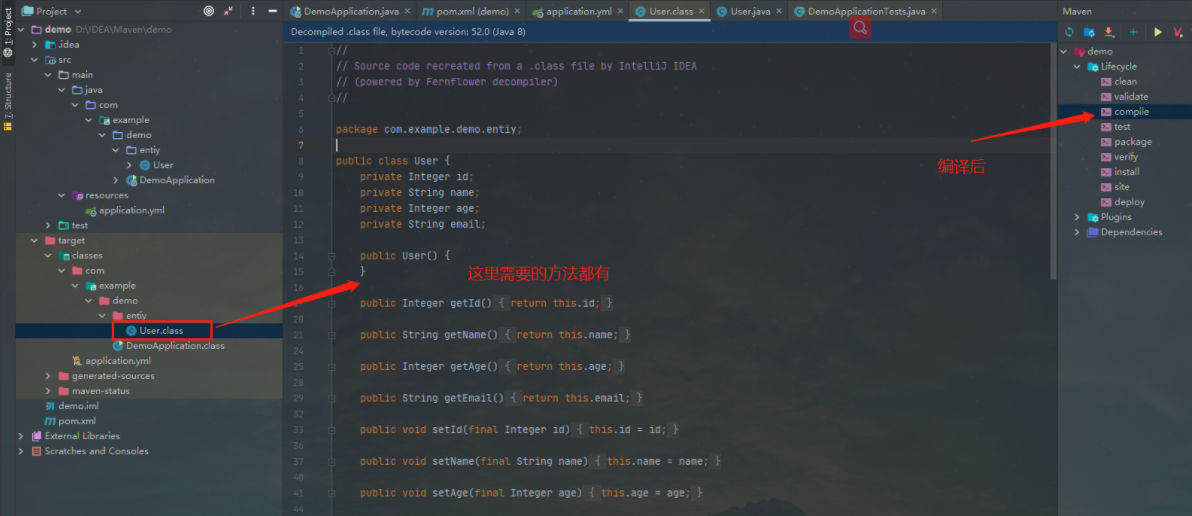 Project
DemoApplication.java
pom.xml (demo)
application.yml
User.class
User.java
DemoApplicationTests.java
Maven
1: Project
7: Structure
demo D:\IDEA\Maven\demo
.idea
src
main
java
com
example
demo
entiy
User
DemoApplication
resources
application.yml
test
target
classes
com
example
demo
entiy
User.class
DemoApplication.class
application.yml
generated-sources
maven-status
demo.iml
pom.xml
External Libraries
Scratches and Consoles
Decompiled .class file, bytecode version: 52.0 (Java 8)
1 //
2 // Source code recreated from a .class file by IntelliJ IDEA
3 // (powered by Fernflower decompiler)
4 //
5
6 package com.example.demo.entiy;
7
8 public class User {
9 private Integer id;
10 private String name;
11 private Integer age;
12 private String email;
13
14 public User() {
15 }
16
17 public Integer getId() { return this.id; }
20
21 public String getName() { return this.name; }
24
25 public Integer getAge() { return this.age; }
28
29 public String getEmail() { return this.email; }
32
33 public void setId(final Integer id) { this.id = id; }
36
37 public void setName(final String name) { this.name = name; }
40
41 public void setAge(final Integer age) { this.age = age; }
44
这里需要的方法都有
编译后
demo
Lifecycle
clean
validate
compile
test
package
verify
install
site
deploy
Plugins
Dependencies